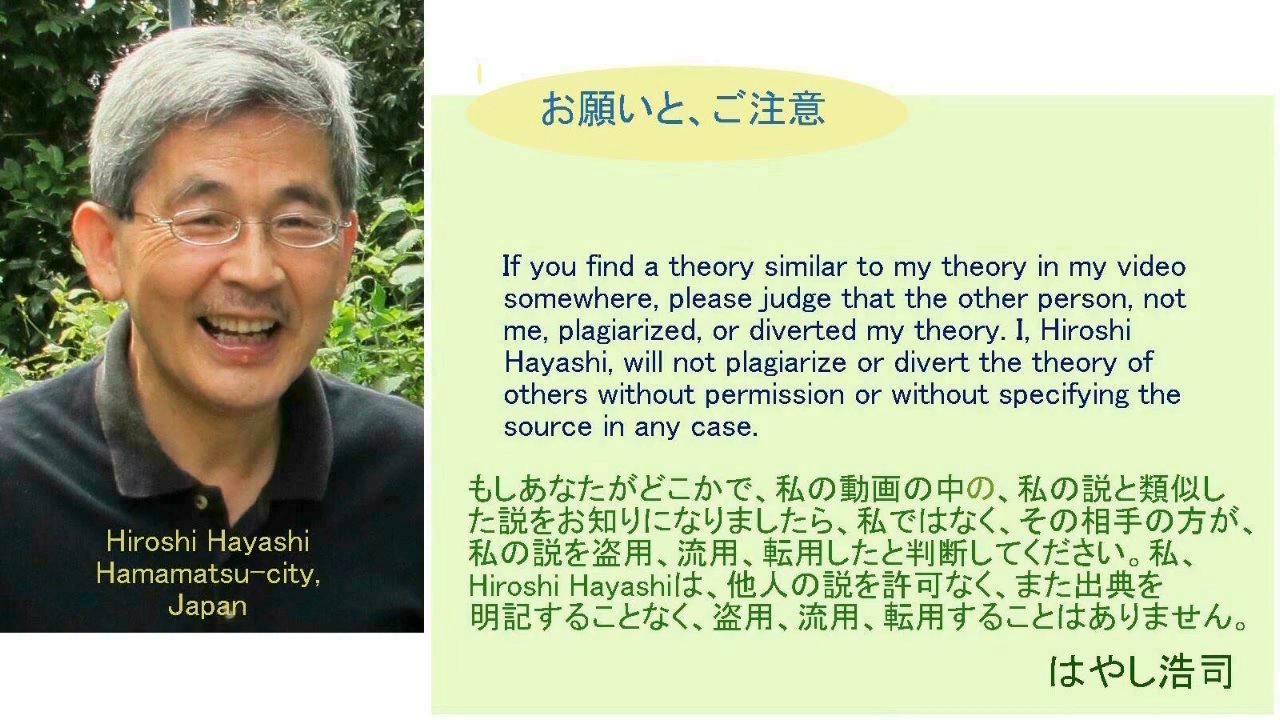 お願いと、ご注意
If you find a theory similar to my theory in my video
somewhere, please judge that the other person, not
me, plagiarized, or diverted my theory. I, Hiroshi
Hayashi, will not plagiarize or divert the theory of
others without permission or without specifying the
source in any case.
もしあなたがどこかで、私の動画の中の、私の説と類似し
た説をお知りになりましたら、私ではなく、その相手の方が、
私の説を盗用、流用、転用したと判断してください。私、
Hiroshi Hayashiは、他人の説を許可なく、また出典を
明記することなく、盗用、流用、転用することはありません。
はやし浩司
Hiroshi Hayashi
Hamamatsu-city,
Japan